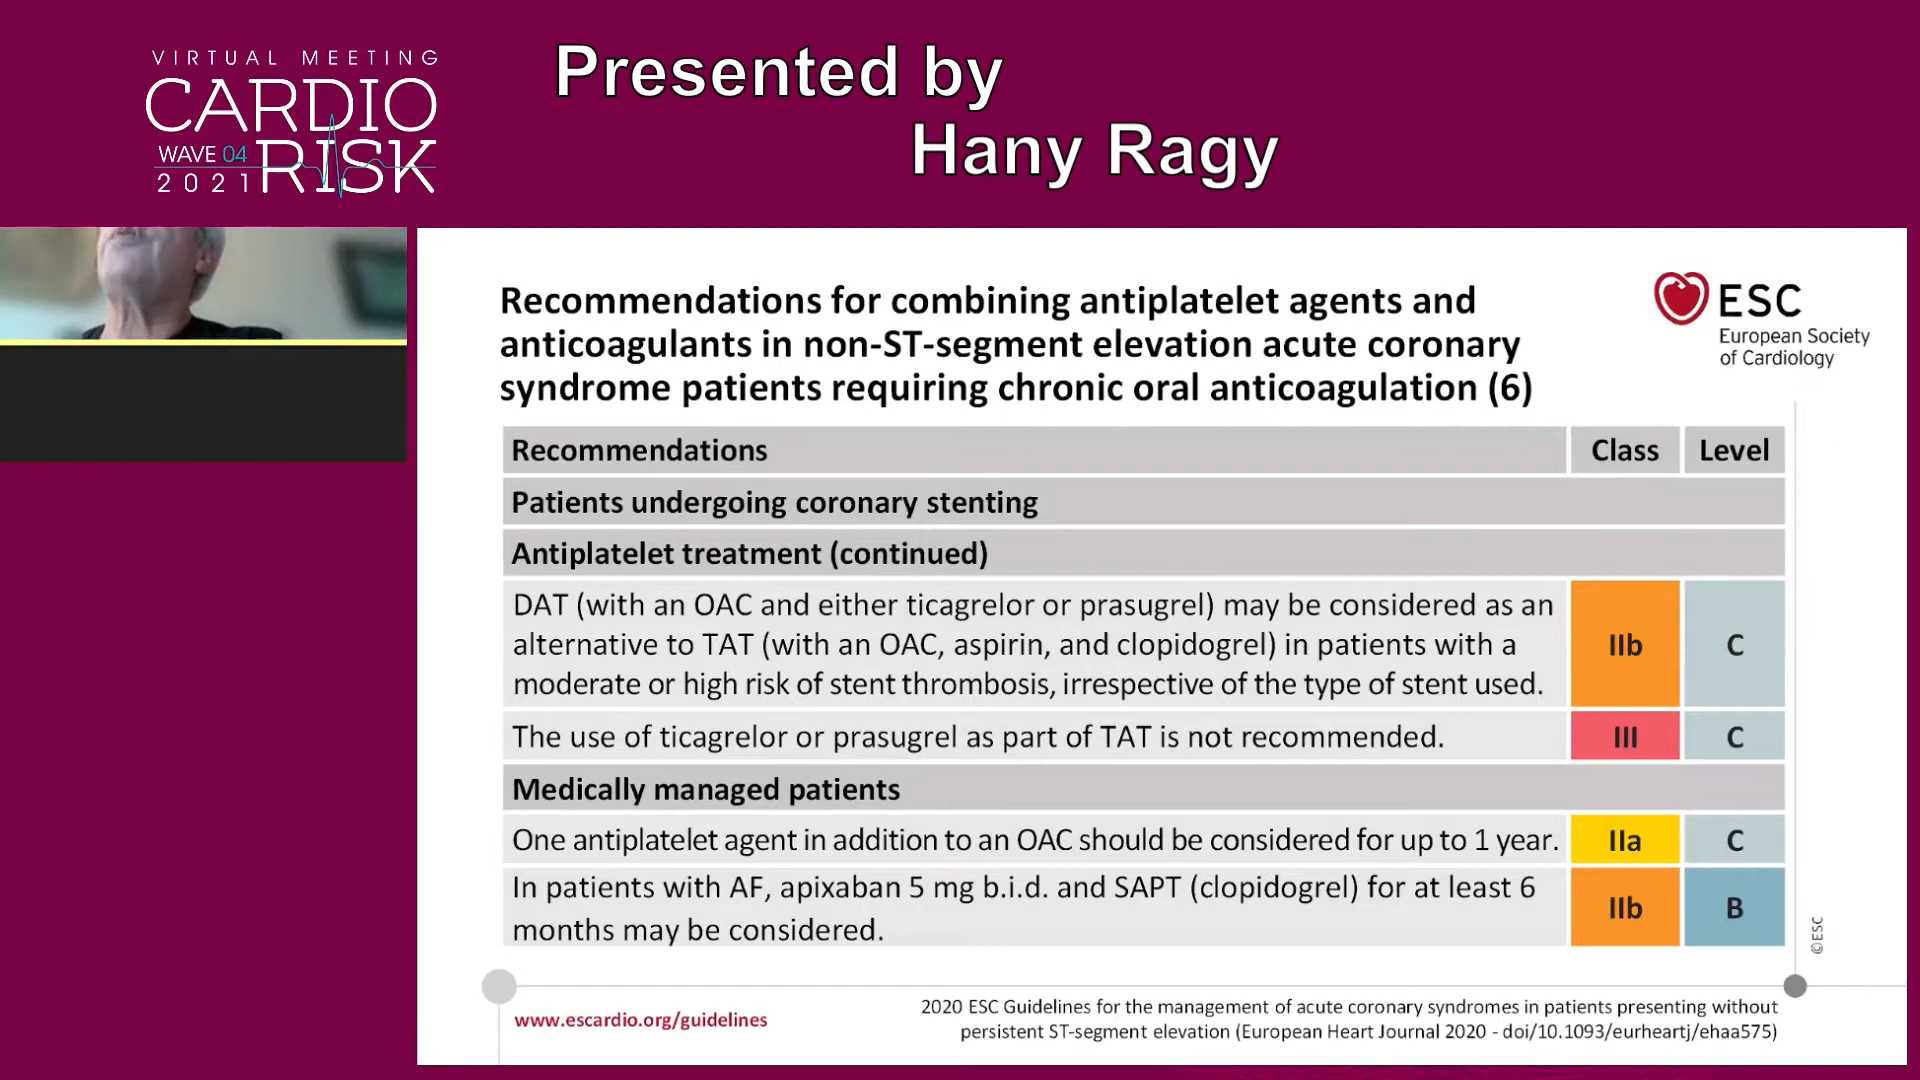 VIRTUAL MEETING
CARDIO
WAVE 04
RISK
2021
Presented by
Hany Ragy
Recommendations for combining antiplatelet agents and
anticoagulants in non-ST-segment elevation acute coronary
syndrome patients requiring chronic oral anticoagulation (6)
ESC
European Society
of Cardiology
Recommendations Class Level
Patients undergoing coronary stenting
Antiplatelet treatment (continued)
DAT (with an OAC and either ticagrelor or prasugrel) may be considered as an
alternative to TAT (with an OAC, aspirin, and clopidogrel) in patients with a
moderate or high risk of stent thrombosis, irrespective of the type of stent used.
IIb C
The use of ticagrelor or prasugrel as part of TAT is not recommended. III C
Medically managed patients
One antiplatelet agent in addition to an OAC should be considered for up to 1 year. IIa C
In patients with AF, apixaban 5 mg b.i.d. and SAPT (clopidogrel) for at least 6
months may be considered.
IIb B
©ESC
www.escardio.org/guidelines
2020 ESC Guidelines for the management of acute coronary syndromes in patients presenting without
persistent ST-segment elevation (European Heart Journal 2020 - doi/10.1093/eurheartj/ehaa575)